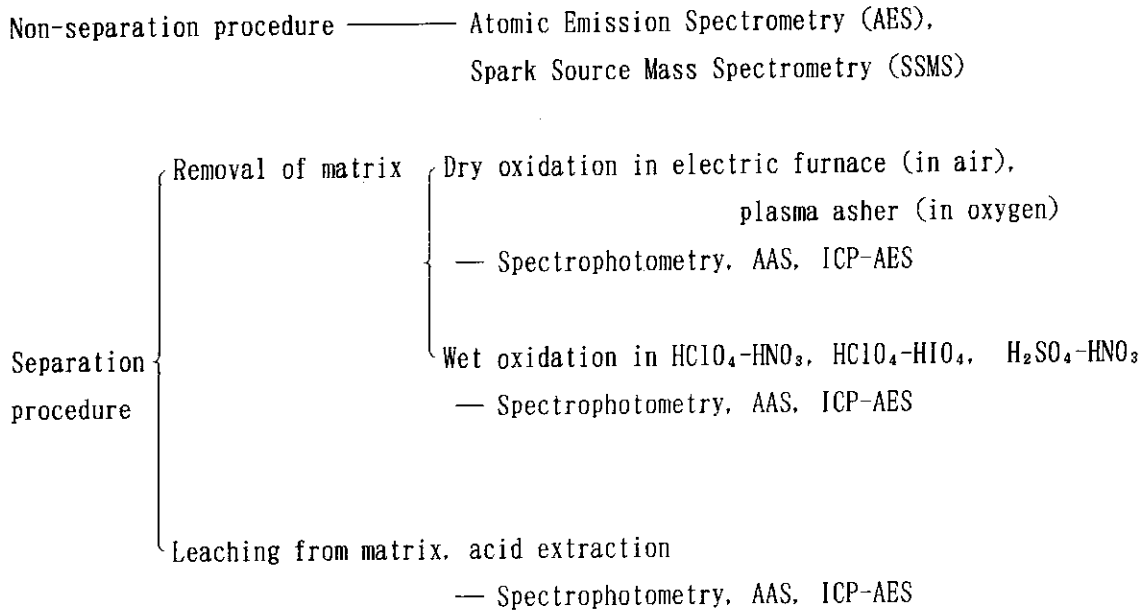 Non-separation procedure ——— Atomic Emission Spectrometry (AES),
Spark Source Mass Spectrometry (SSMS)
Removal of matrix Dry oxidation in electric furnace (in air),
plasma asher (in oxygen)
— Spectrophotometry, AAS, ICP-AES
Separation Wet oxidation in HClO₄-HNO₃, HClO₄-HIO₄, H₂SO₄-HNO₃
procedure — Spectrophotometry, AAS, ICP-AES
Leaching from matrix, acid extraction
— Spectrophotometry, AAS, ICP-AES